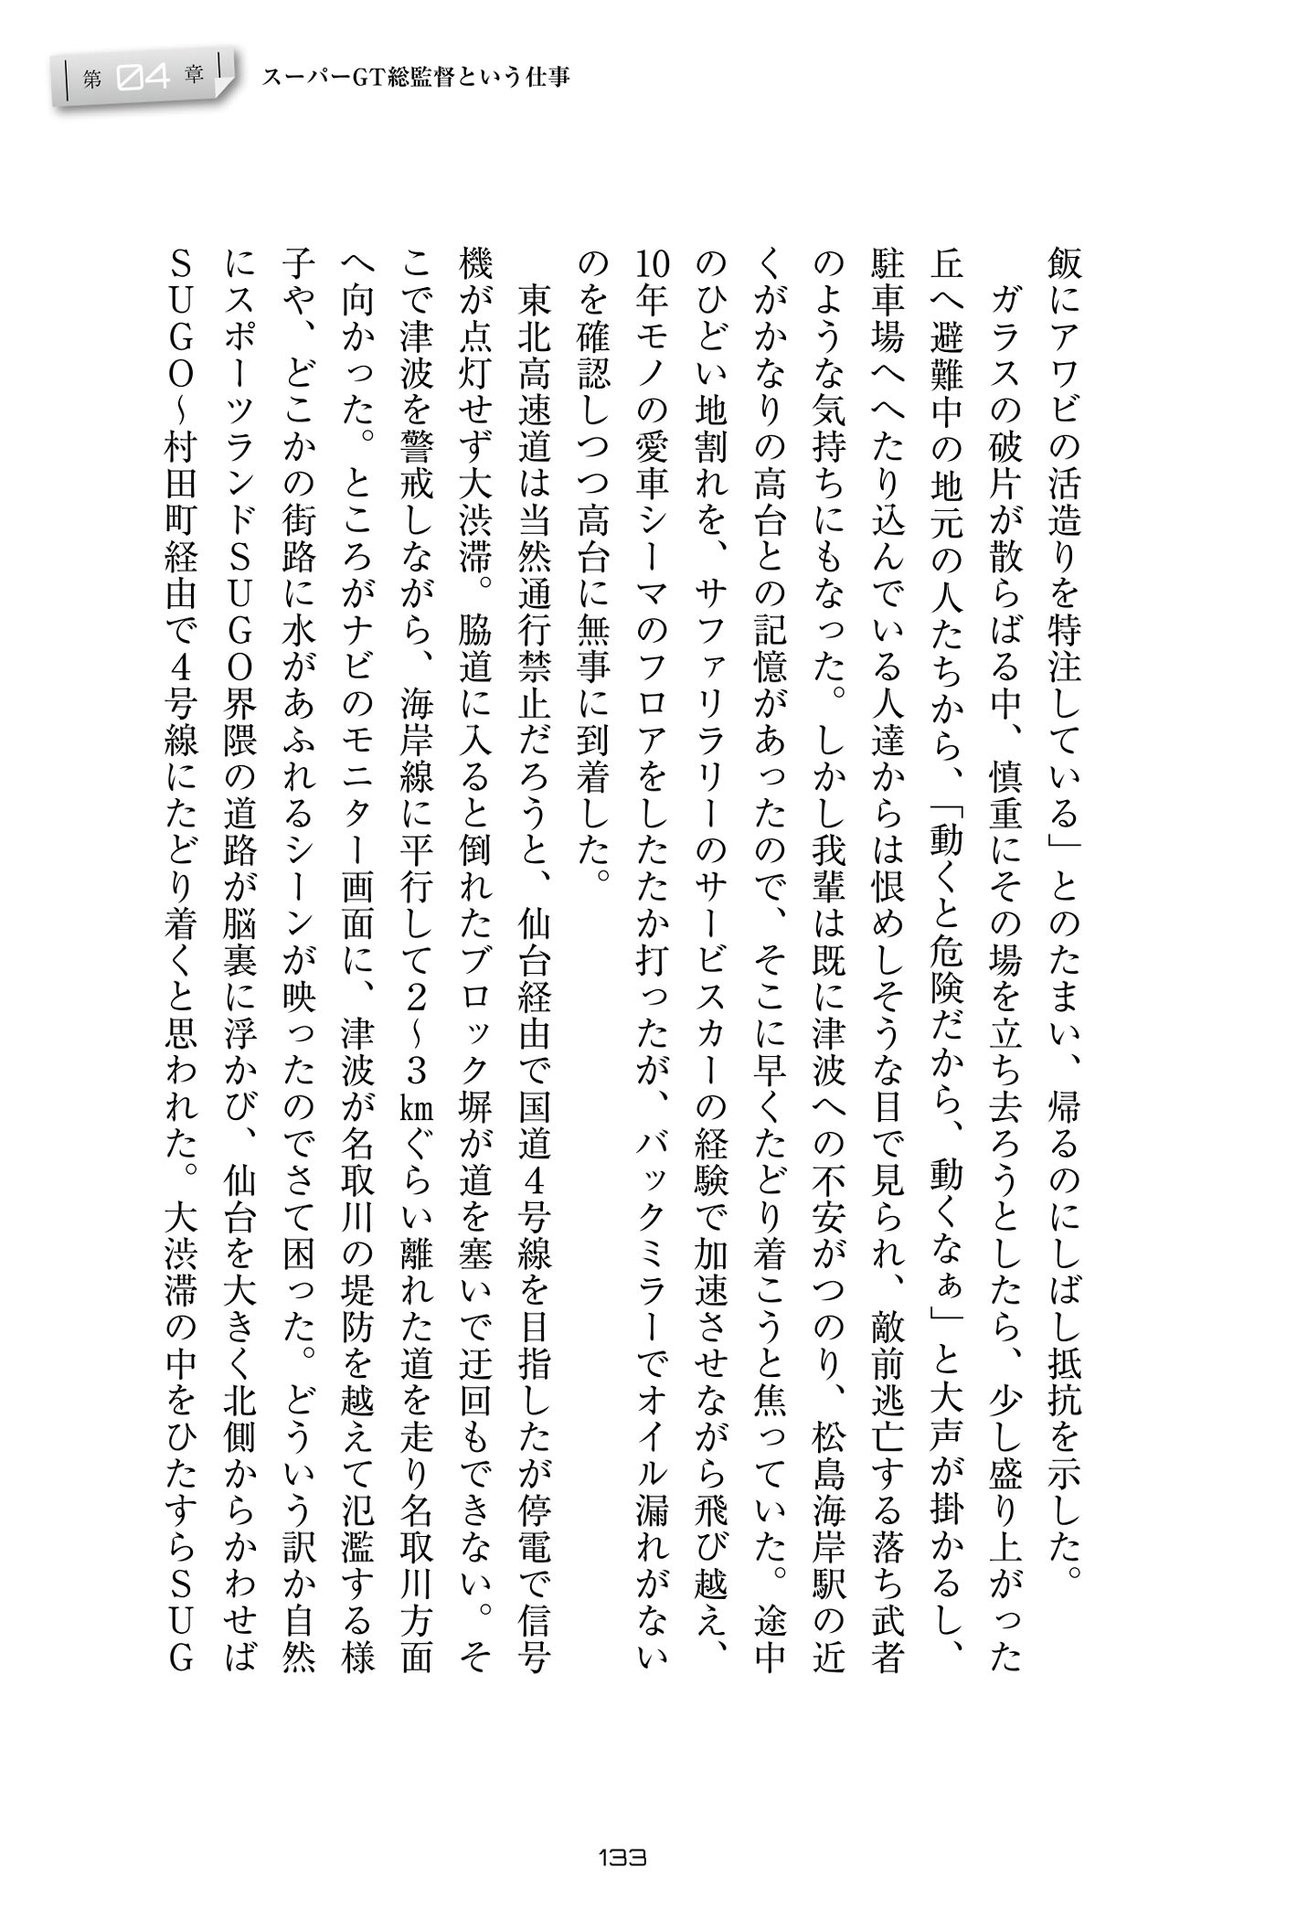 第04章
スーパーGT総監督という仕事
飯にアワビの活造りを特注している」とのたまい、帰るのにしばし抵抗を示した。
ガラスの破片が散らばる中、慎重にその場を立ち去ろうとしたら、少し盛り上がった
丘へ避難中の地元の人たちから、「動くと危険だから、動くなぁ」と大声が掛かるし、
駐車場へへたり込んでいる人達からは恨めしそうな目で見られ、敵前逃亡する落ち武者
のような気持ちにもなった。しかし我輩は既に津波への不安がつのり、松島海岸駅の近
くがかなりの高台との記憶があったので、そこに早くたどり着こうと焦っていた。途中
のひどい地割れを、サファリラリーのサービスカーの経験で加速させながら飛び越え、
10年モノの愛車シーマのフロアをしたたか打ったが、バックミラーでオイル漏れがない
のを確認しつつ高台に無事に到着した。
東北高速道は当然通行禁止だろうと、仙台経由で国道４号線を目指したが停電で信号
機が点灯せず大渋滞。脇道に入ると倒れたブロック塀が道を塞いで迂回もできない。そ
こで津波を警戒しながら、海岸線に平行して２～３㎞ぐらい離れた道を走り名取川方面
へ向かった。ところがナビのモニター画面に、津波が名取川の堤防を越えて氾濫する様
子や、どこかの街路に水があふれるシーンが映ったのでさて困った。どういう訳か自然
にスポーツランドＳＵＧＯ界隈の道路が脳裏に浮かび、仙台を大きく北側からかわせば
ＳＵＧＯ～村田町経由で４号線にたどり着くと思われた。大渋滞の中をひたすらＳＵＧ
133